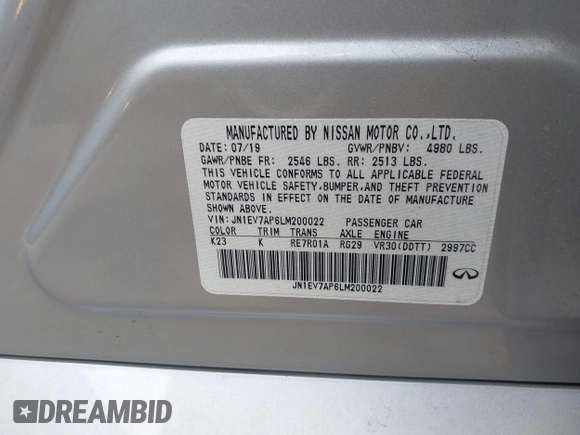 MANUFACTURED BY NISSAN MOTOR CO.,LTD.
DATE: 07/19 GVWR/PNBV: 4980 LBS.
GAWR/PNBE FR: 2546 LBS. RR: 2513 LBS.
THIS VEHICLE CONFORMS TO ALL APPLICABLE FEDERAL
MOTOR VEHICLE SAFETY,BUMPER,AND THEFT PREVENTION
STANDARDS IN EFFECT ON THE DATE OF MANUFACTURE
SHOWN ABOVE.
VIN: JN1EV7AP6LM200022 PASSENGER CAR
COLOR TRIM TRANS AXLE ENGINE
K23 K RE7R01A RG29 VR30(DDTT) 2997CC
JN1EV7AP6LM200022
DREAMBID